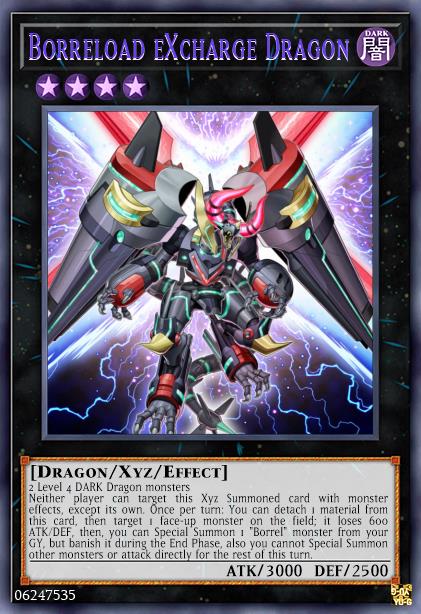 BORRELOAD EXCHARGE DRAGON
DARK
闇
[DRAGON/XYZ/EFFECT]
2 Level 4 DARK Dragon monsters
Neither player can target this Xyz Summoned card with monster
effects, except its own. Once per turn: You can detach 1 material from
this card, then target 1 face-up monster on the field; it loses 600
ATK/DEF, then, you can Special Summon 1 "Borrel" monster from your
GY, but banish it during the End Phase, also you cannot Special Summon
other monsters or attack directly for the rest of this turn.
ATK/3000 DEF/2500
06247535